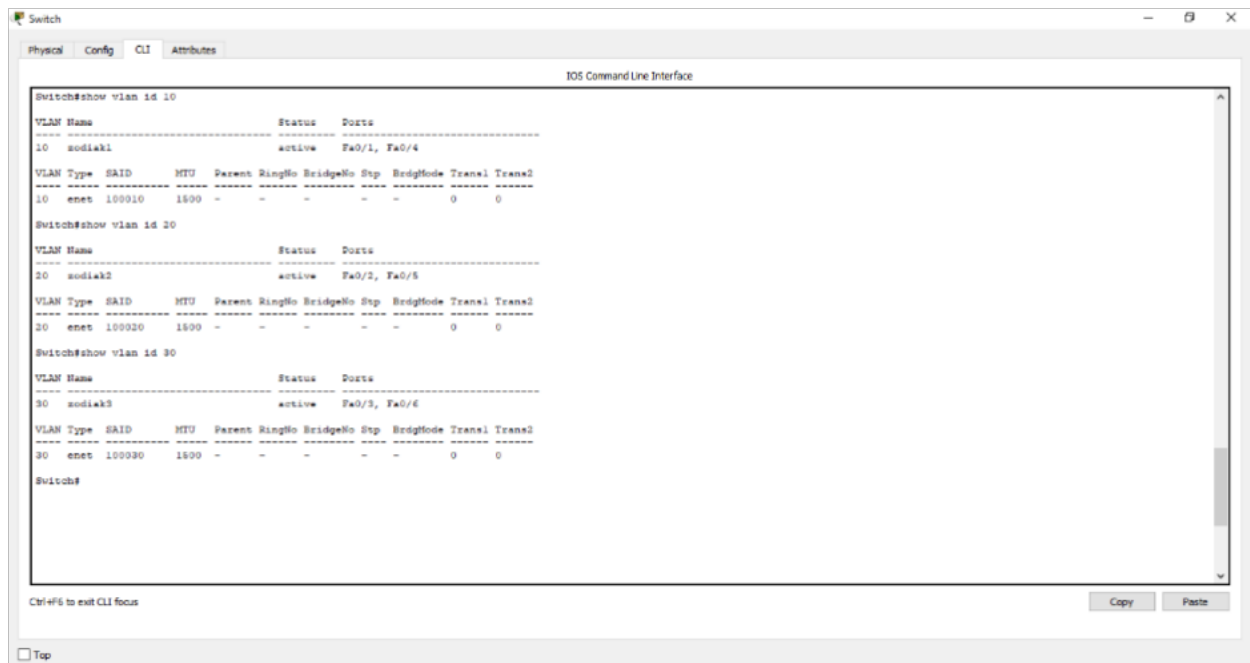 Switch
Physical Config CLI Attributes
IOS Command Line Interface
Switch#show vlan id 10
VLAN Name Status Ports
---- -------------------------------- --------- -------------------------------
10 zodiak1 active Fa0/1, Fa0/4
VLAN Type SAID MTU Parent RingNo BridgeNo Stp BrdgMode Trans1 Trans2
---- ----- ---------- ----- ------ ------ -------- ---- -------- ------ ------
10 enet 100010 1500 - - - - - 0 0
Switch#show vlan id 20
VLAN Name Status Ports
---- -------------------------------- --------- -------------------------------
20 zodiak2 active Fa0/2, Fa0/5
VLAN Type SAID MTU Parent RingNo BridgeNo Stp BrdgMode Trans1 Trans2
---- ----- ---------- ----- ------ ------ -------- ---- -------- ------ ------
20 enet 100020 1500 - - - - - 0 0
Switch#show vlan id 30
VLAN Name Status Ports
---- -------------------------------- --------- -------------------------------
30 zodiak3 active Fa0/3, Fa0/6
VLAN Type SAID MTU Parent RingNo BridgeNo Stp BrdgMode Trans1 Trans2
---- ----- ---------- ----- ------ ------ -------- ---- -------- ------ ------
30 enet 100030 1500 - - - - - 0 0
Switch#
Ctrl+F6 to exit CLI focus
Copy Paste
Top